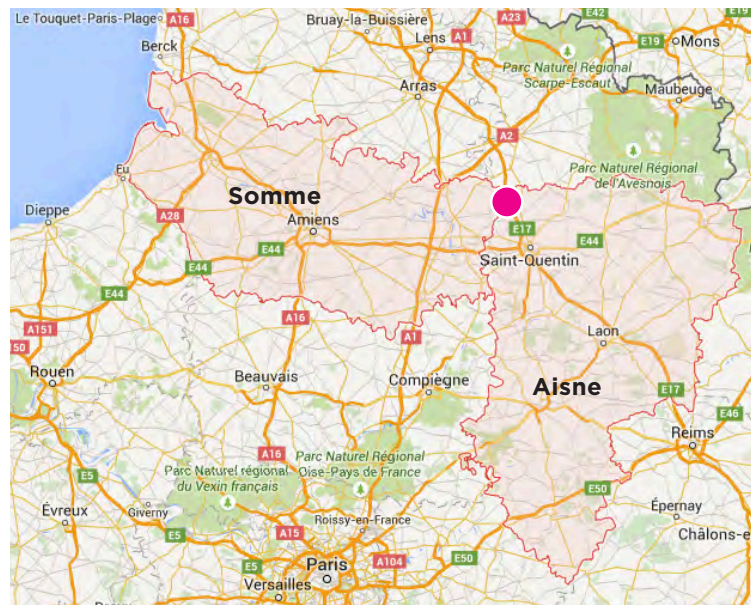 A16
Bruay-la-Buissière
A23
E42
E19
Le Touquet-Paris-Plage
Lens
A1
E19
Mons
Berck
Parc Naturel Régional
Scarpe-Escaut
Arras
Maubeuge
A2
Eu
Parc Naturel Régional
de l'Avesnois
Somme
Dieppe
A28
Amiens
E17
E44
E44
Saint-Quentin
E44
E44
A16
A151
A1
Laon
Rouen
Beauvais
Compiègne
Aisne
E17
E46
Reims
A16
Parc Naturel Régional
Oise-Pays de France
E5
Parc Naturel régional
du Vexin français
E50
Évreux
Giverny
Roissy-en-France
Épernay
E5
A15
Châlons-e
Paris
A104
E50
E5
Versailles